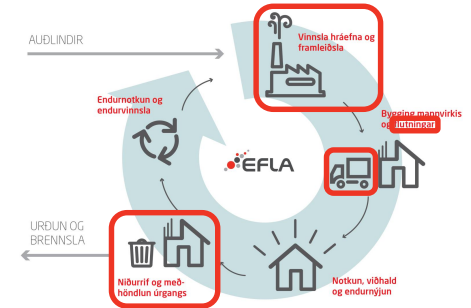 AUÐLINDIR
Vinnsla hráefna og
framleiðsla
Endurnotkun og
endurvinnsla
Bygging mannvirkis
og flutningar
EFLA
URÐUN OG
BRENNSLA
Niðurrif og með-
höndlun úrgangs
Notkun, viðhald
og endurnýjun